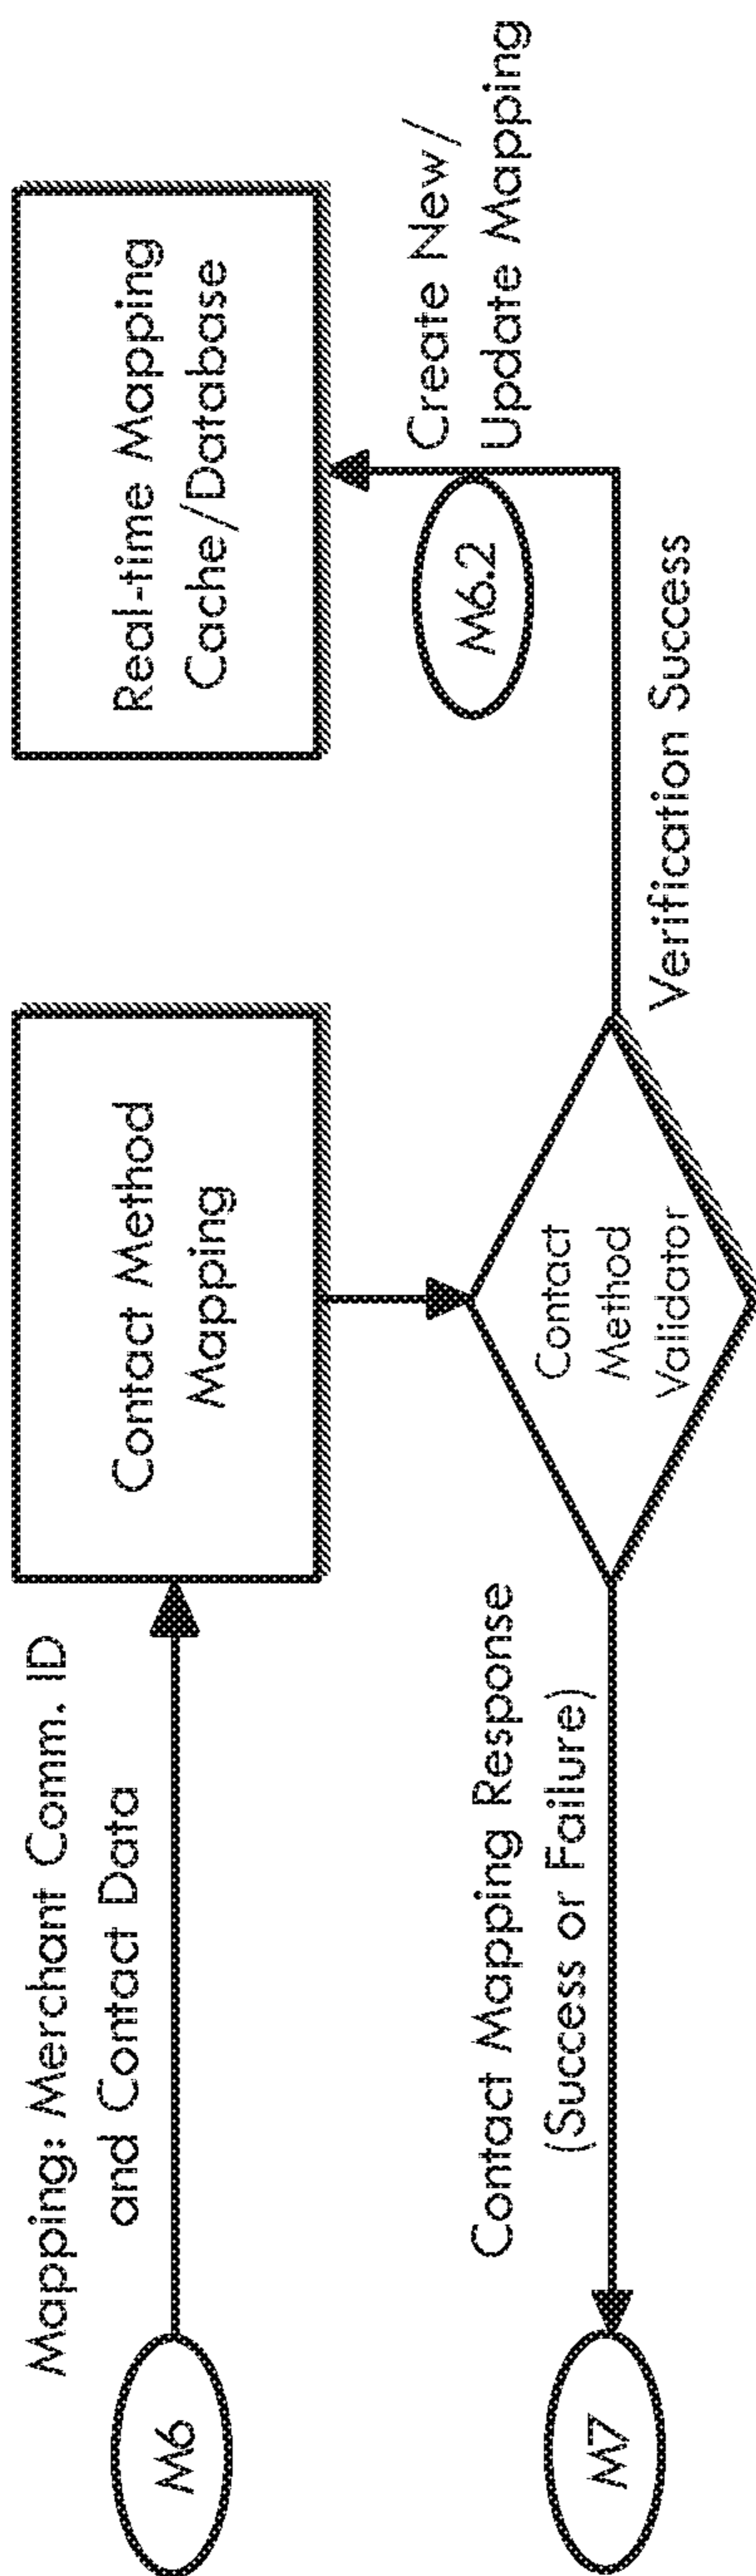 M6
Mapping: Merchant Comm. ID
and Contact Data
Contact Method
Mapping
Real-time Mapping
Cache/Database
M7
Contact Mapping Response
(Success or Failure)
Contact
Method
Validator
Verification Success
M6.2
Create New/
Update Mapping